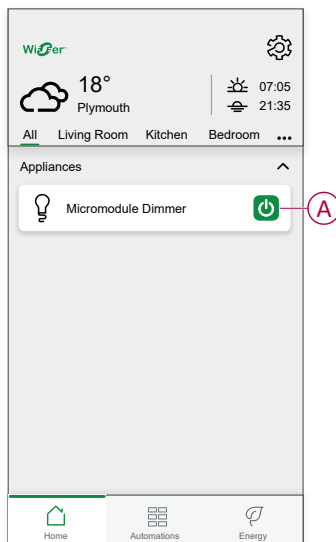 Wiser
18°
Plymouth
07:05
21:35
All Living Room Kitchen Bedroom ...
Appliances
Micromodule Dimmer
A
Home Automations Energy